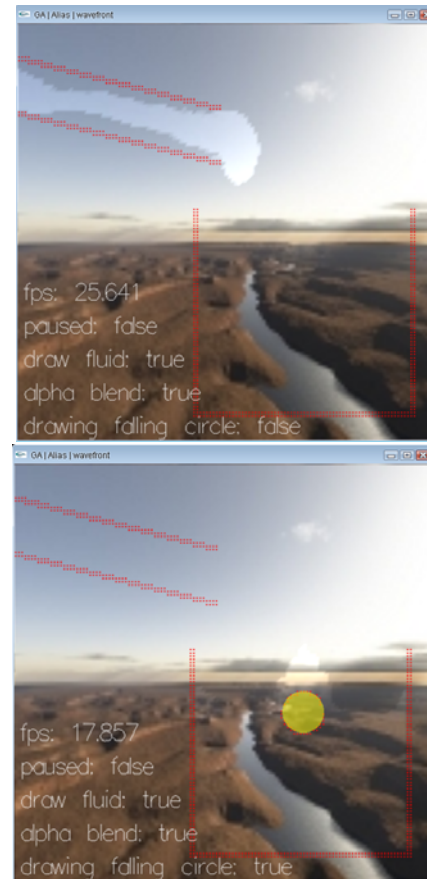 GA | Alias | wavefront
fps: 25.641
paused: false
draw fluid: true
alpha blend: true
drawing falling circle: false
GA | Alias | wavefront
fps: 17.857
paused: false
draw fluid: true
alpha blend: true
drawing falling circle: true